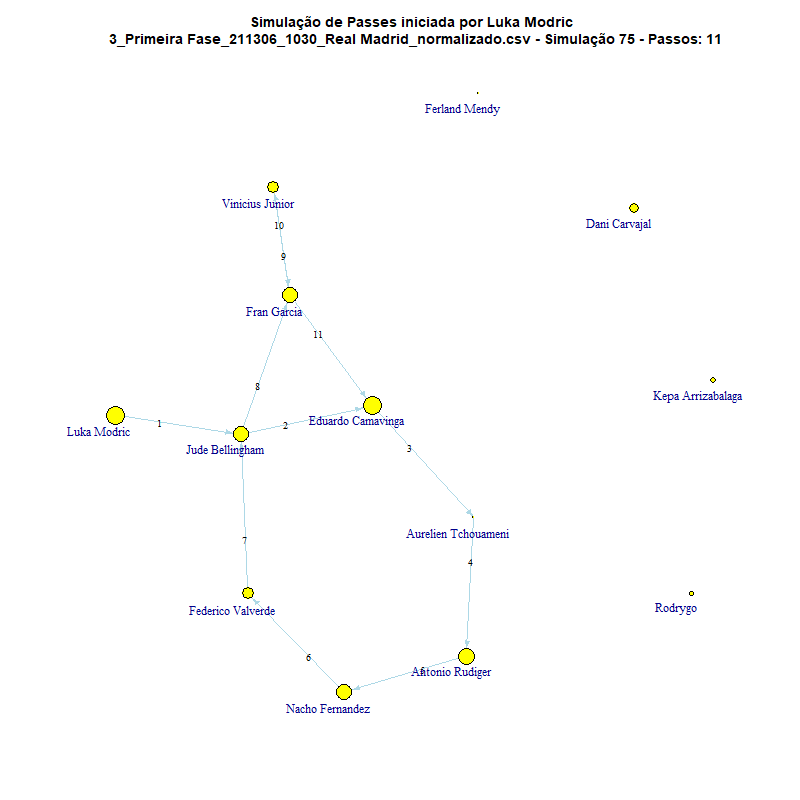 Simulação de Passes iniciada por Luka Modric
3_Primeira Fase_211306_1030_Real Madrid_normalizado.csv - Simulação 75 - Passos: 11
Ferland Mendy
Vinicius Junior
Dani Carvajal
10
9
Fran Garcia
11
8
Kepa Arrizabalaga
Eduardo Camavinga
1
2
Luka Modric
Jude Bellingham
3
Aurelien Tchouameni
7
4
Federico Valverde
Rodrygo
6
5
Antonio Rudiger
Nacho Fernandez